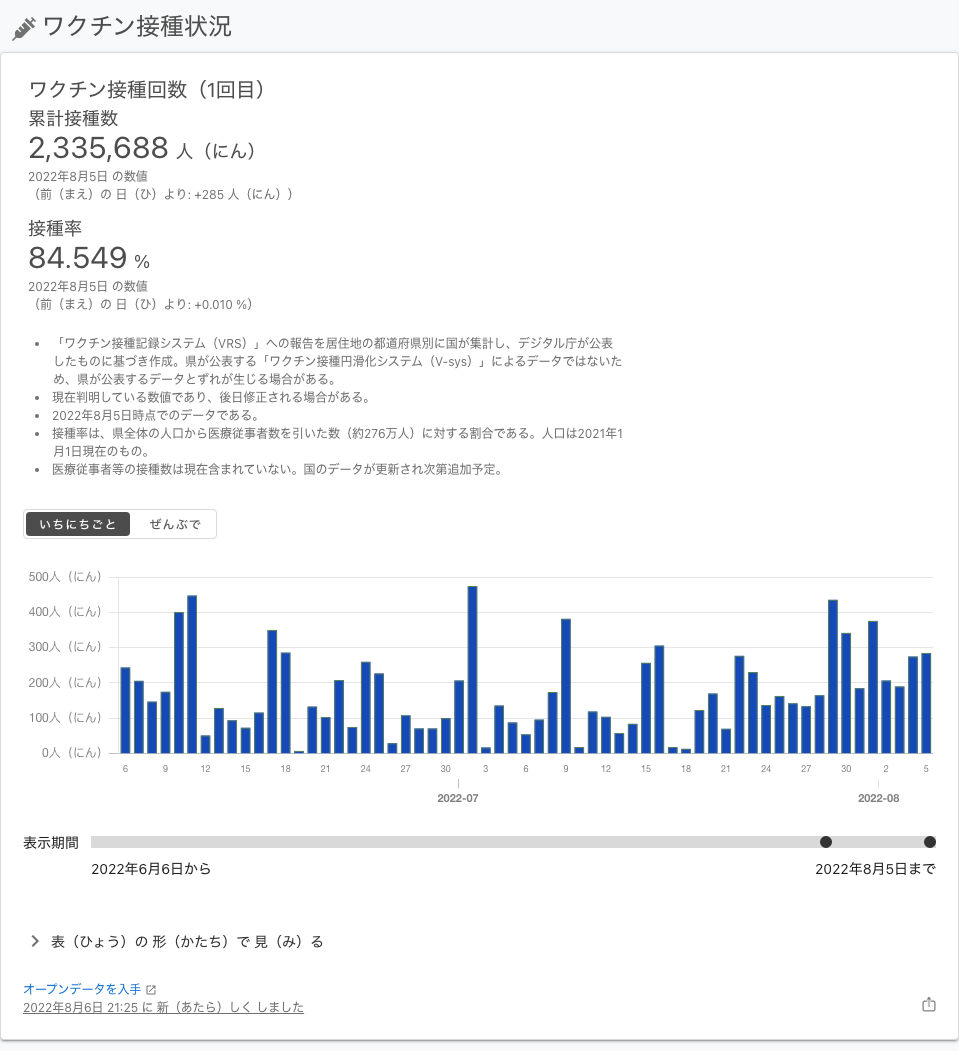 ワクチン接種状況
ワクチン接種回数（1回目）
累計接種数
2,335,688 人（にん）
2022年8月5日 の数値
（前（まえ）の 日（ひ）より: +285 人（にん））
接種率
84.549 %
2022年8月5日 の数値
（前（まえ）の 日（ひ）より: +0.010 %）
• 「ワクチン接種記録システム（VRS）」への報告を居住地の都道府県別に国が集計し、デジタル庁が公表
したものに基づき作成。県が公表する「ワクチン接種円滑化システム（V-sys）」によるデータではないた
め、県が公表するデータとずれが生じる場合がある。
• 現在判明している数値であり、後日修正される場合がある。
• 2022年8月5日時点でのデータである。
• 接種率は、県全体の人口から医療従事者数を引いた数（約276万人）に対する割合である。人口は2021年1
月1日現在のもの。
• 医療従事者等の接種数は現在含まれていない。国のデータが更新され次第追加予定。
いちにちごと ぜんぶで
500人（にん）
400人（にん）
300人（にん）
200人（にん）
100人（にん）
0人（にん）
6 9 12 15 18 21 24 27 30 3 6 9 12 15 18 21 24 27 30 2 5
2022-07 2022-08
表示期間
2022年6月6日から 2022年8月5日まで
表（ひょう）の 形（かたち）で 見（み）る
オープンデータを入手
2022年8月6日 21:25 に 新（あたら）しく しました